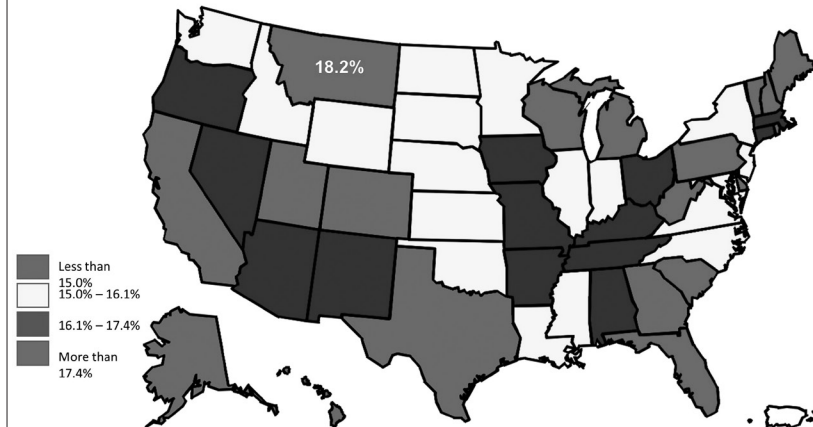 18.2%
Less than
15.0%
15.0% – 16.1%
16.1% – 17.4%
More than
17.4%